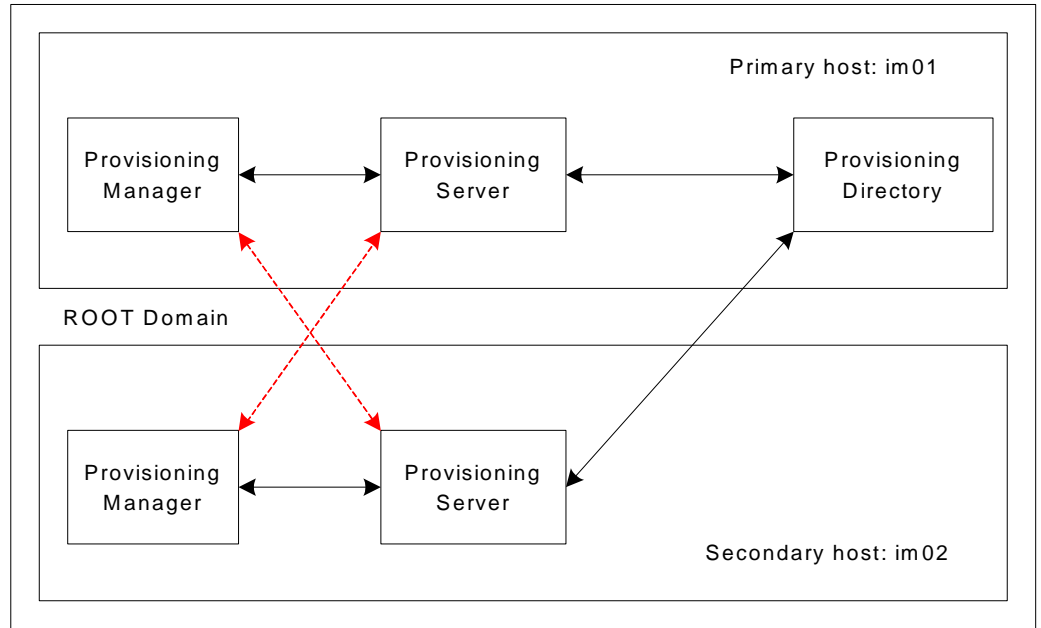 Primary host: im01
Provisioning
Manager
Provisioning
Server
Provisioning
Directory
ROOT Domain
Provisioning
Manager
Provisioning
Server
Secondary host: im02